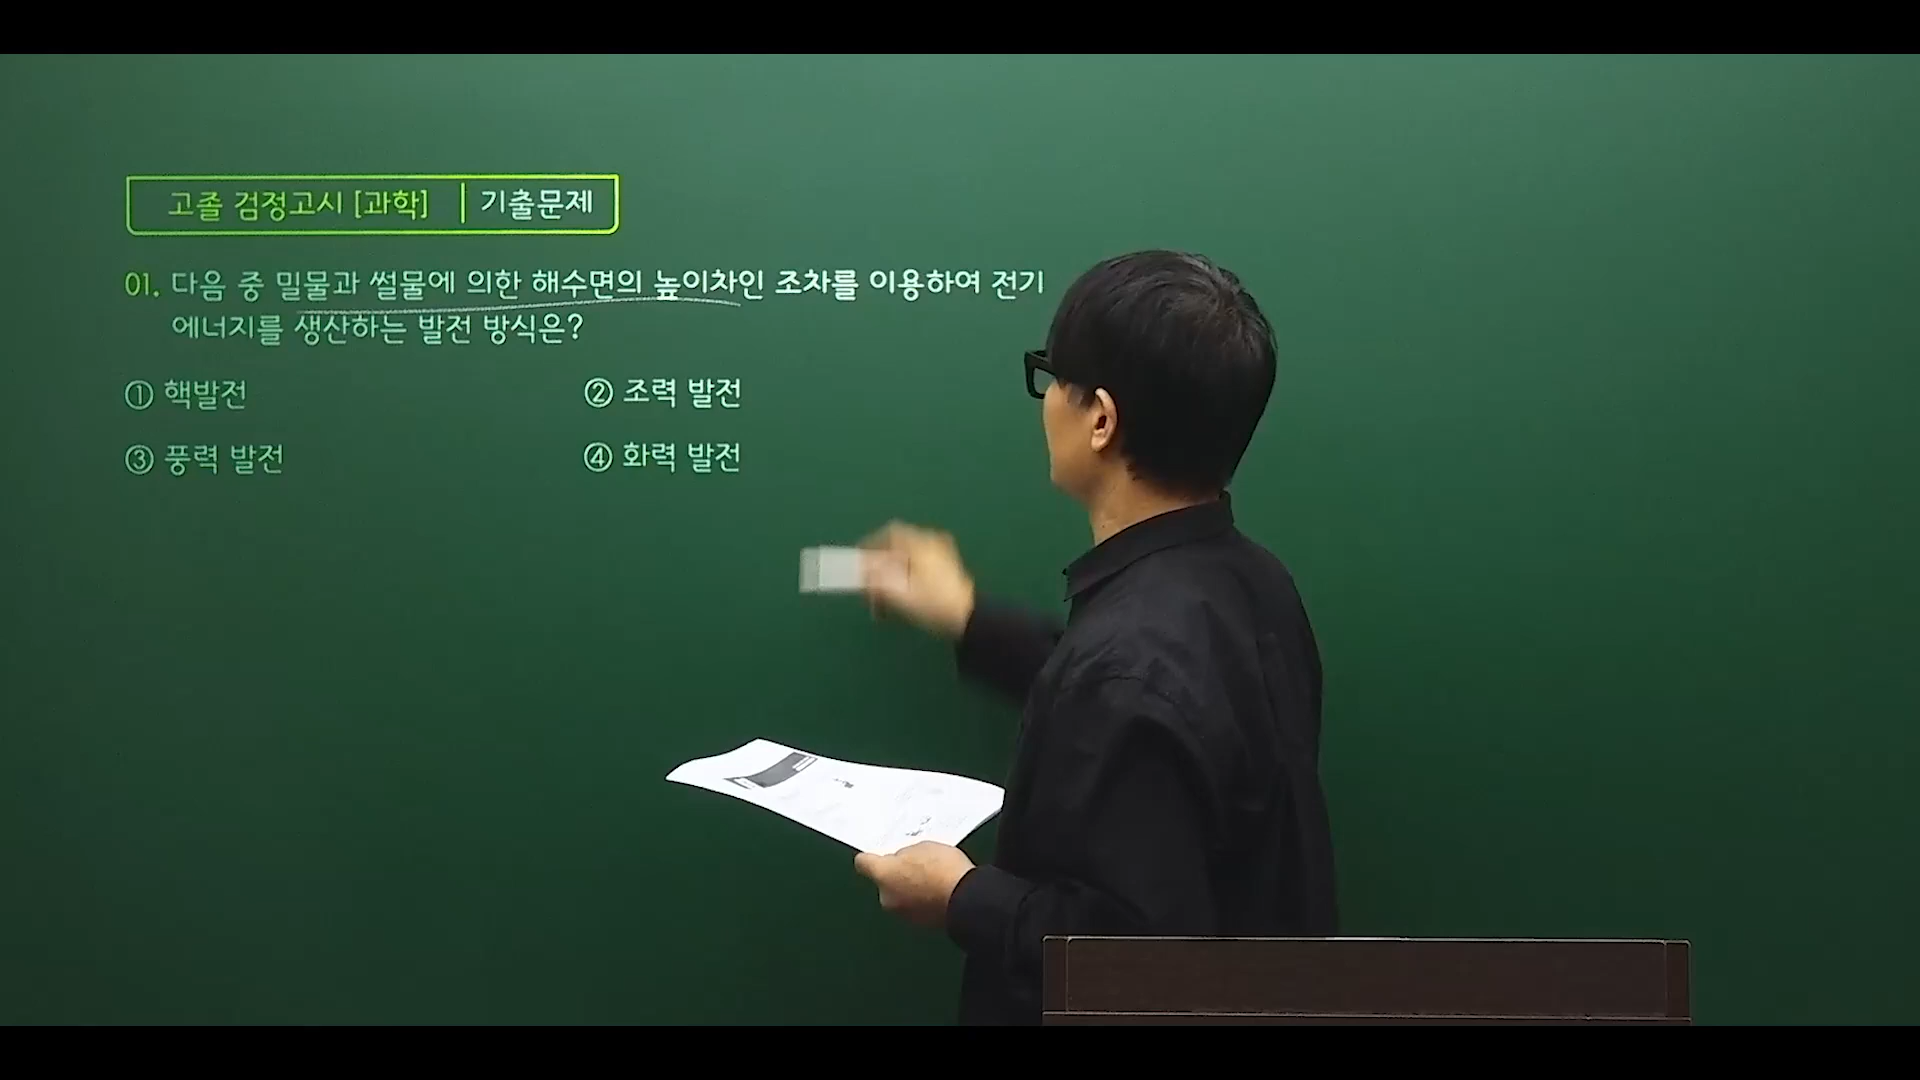 고졸 검정고시 [과학] | 기출문제
01. 다음 중 밀물과 썰물에 의한 해수면의 높이차인 조차를 이용하여 전기
에너지를 생산하는 발전 방식은?
① 핵발전 ② 조력 발전
③ 풍력 발전 ④ 화력 발전